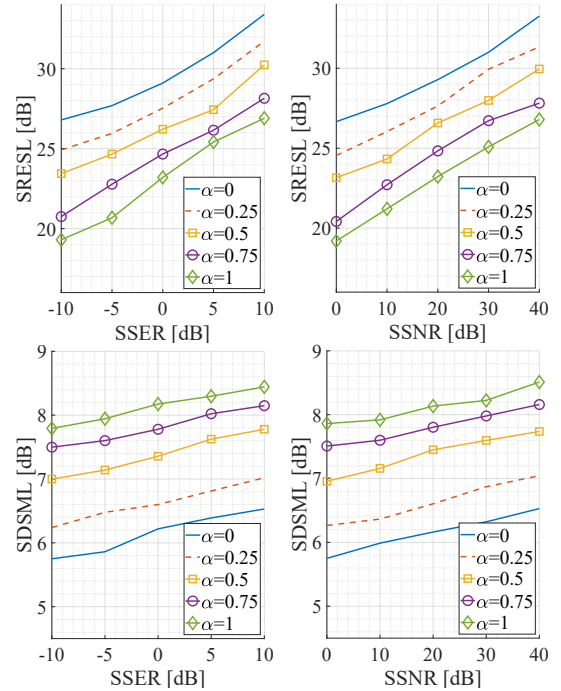 SRESL [dB]
30
25
20
α=0
α=0.25
α=0.5
α=0.75
α=1
-10 -5 0 5 10
SSER [dB]
SRESL [dB]
30
25
20
α=0
α=0.25
α=0.5
α=0.75
α=1
0 10 20 30 40
SSNR [dB]
SDSML [dB]
9
8
7
6
5
α=0
α=0.25
α=0.5
α=0.75
α=1
-10 -5 0 5 10
SSER [dB]
SDSML [dB]
9
8
7
6
5
α=0
α=0.25
α=0.5
α=0.75
α=1
0 10 20 30 40
SSNR [dB]